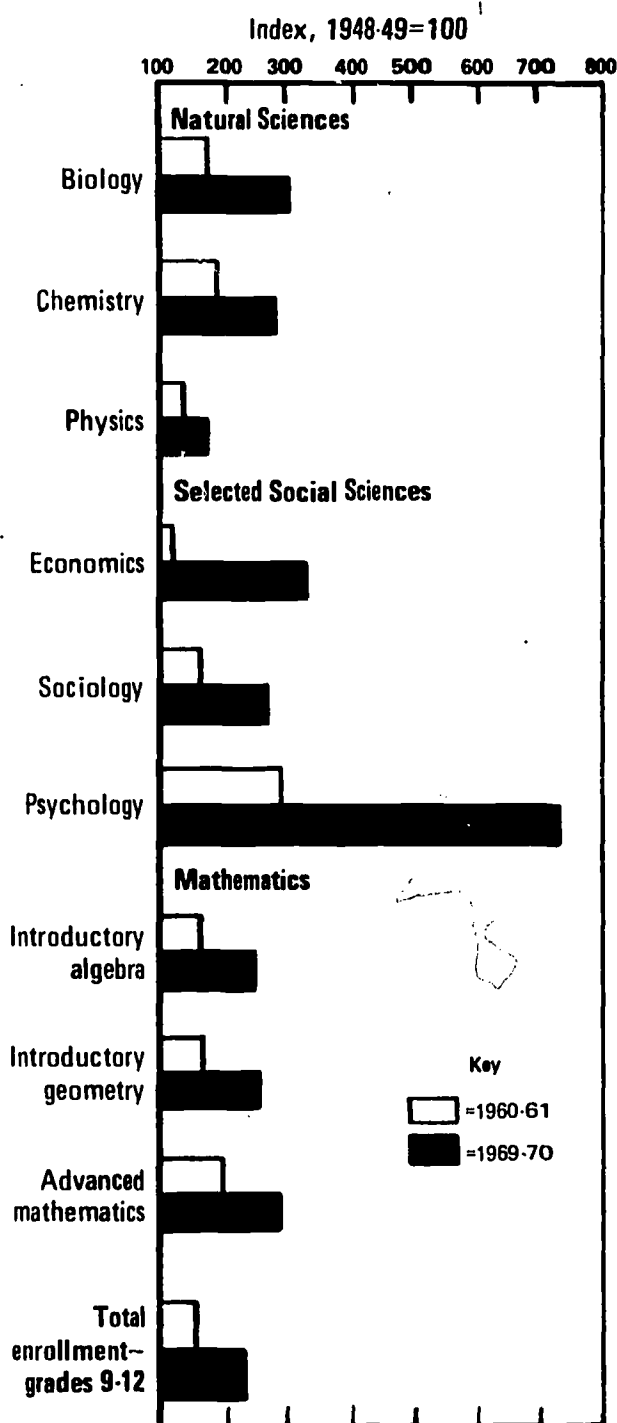 Index, 1948-49=100
100 200 300 400 500 600 700 800
Natural Sciences
Biology
Chemistry
Physics
Selected Social Sciences
Economics
Sociology
Psychology
Mathematics
Introductory
algebra
Introductory
geometry
Key
=1960-61
=1969-70
Advanced
mathematics
Total
enrollment-
grades 9-12